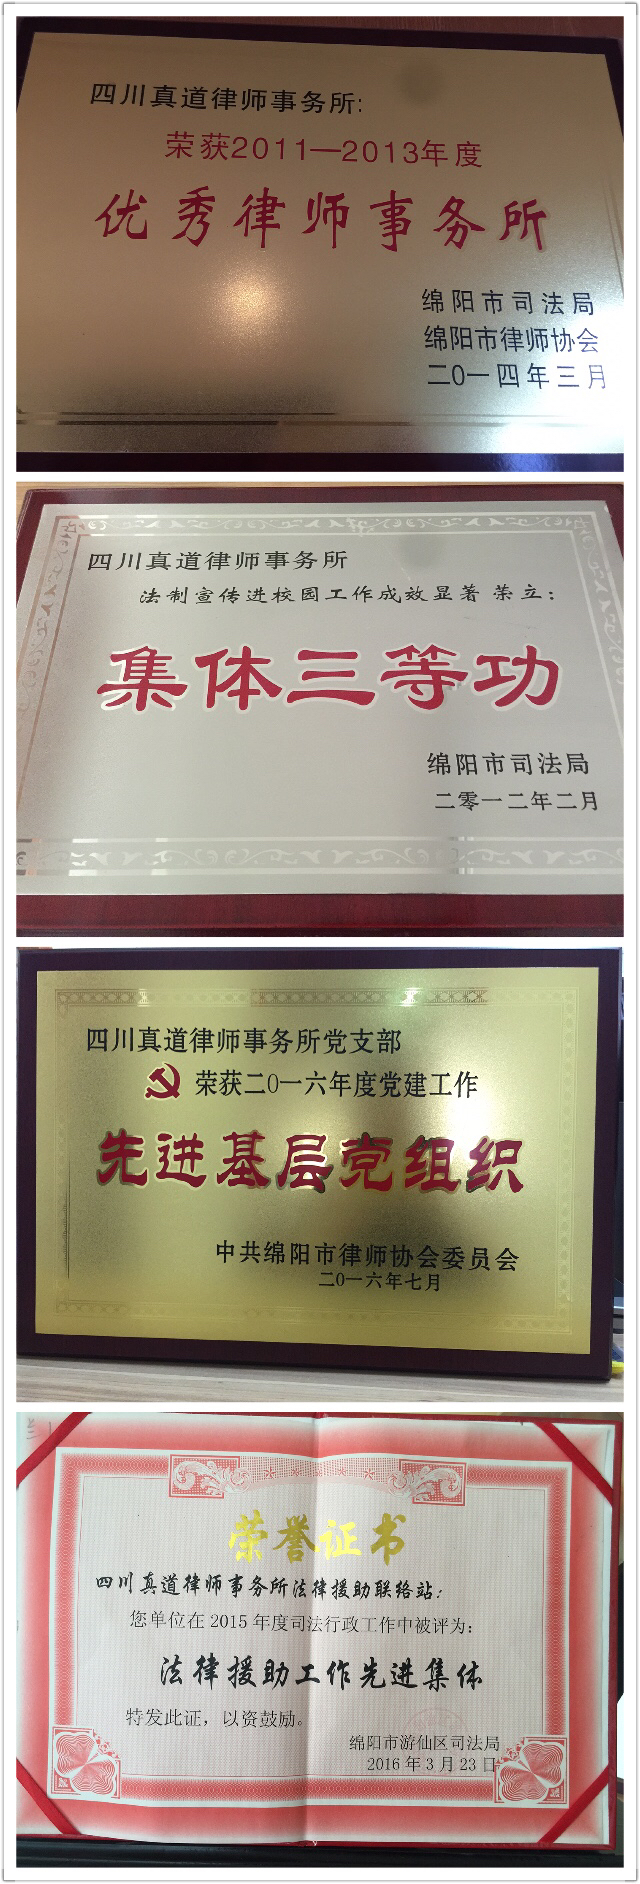 四川真道律师事务所:
荣获2011—2013年度
优秀律师事务所
绵阳市司法局
绵阳市律师协会
二0一四年三月
四川真道律师事务所
法制宣传进校园工作成效显著 荣立:
集体三等功
绵阳市司法局
二零一二年二月
四川真道律师事务所党支部
荣获二0一六年度党建工作
先进基层党组织
中共绵阳市律师协会委员会
二0一六年七月
荣誉证书
四川真道律师事务所法律援助联络站:
您单位在2015年度司法行政工作中被评为:
法律援助工作先进集体
特发此证,以资鼓励。
绵阳市游仙区司法局
2016年3月23日